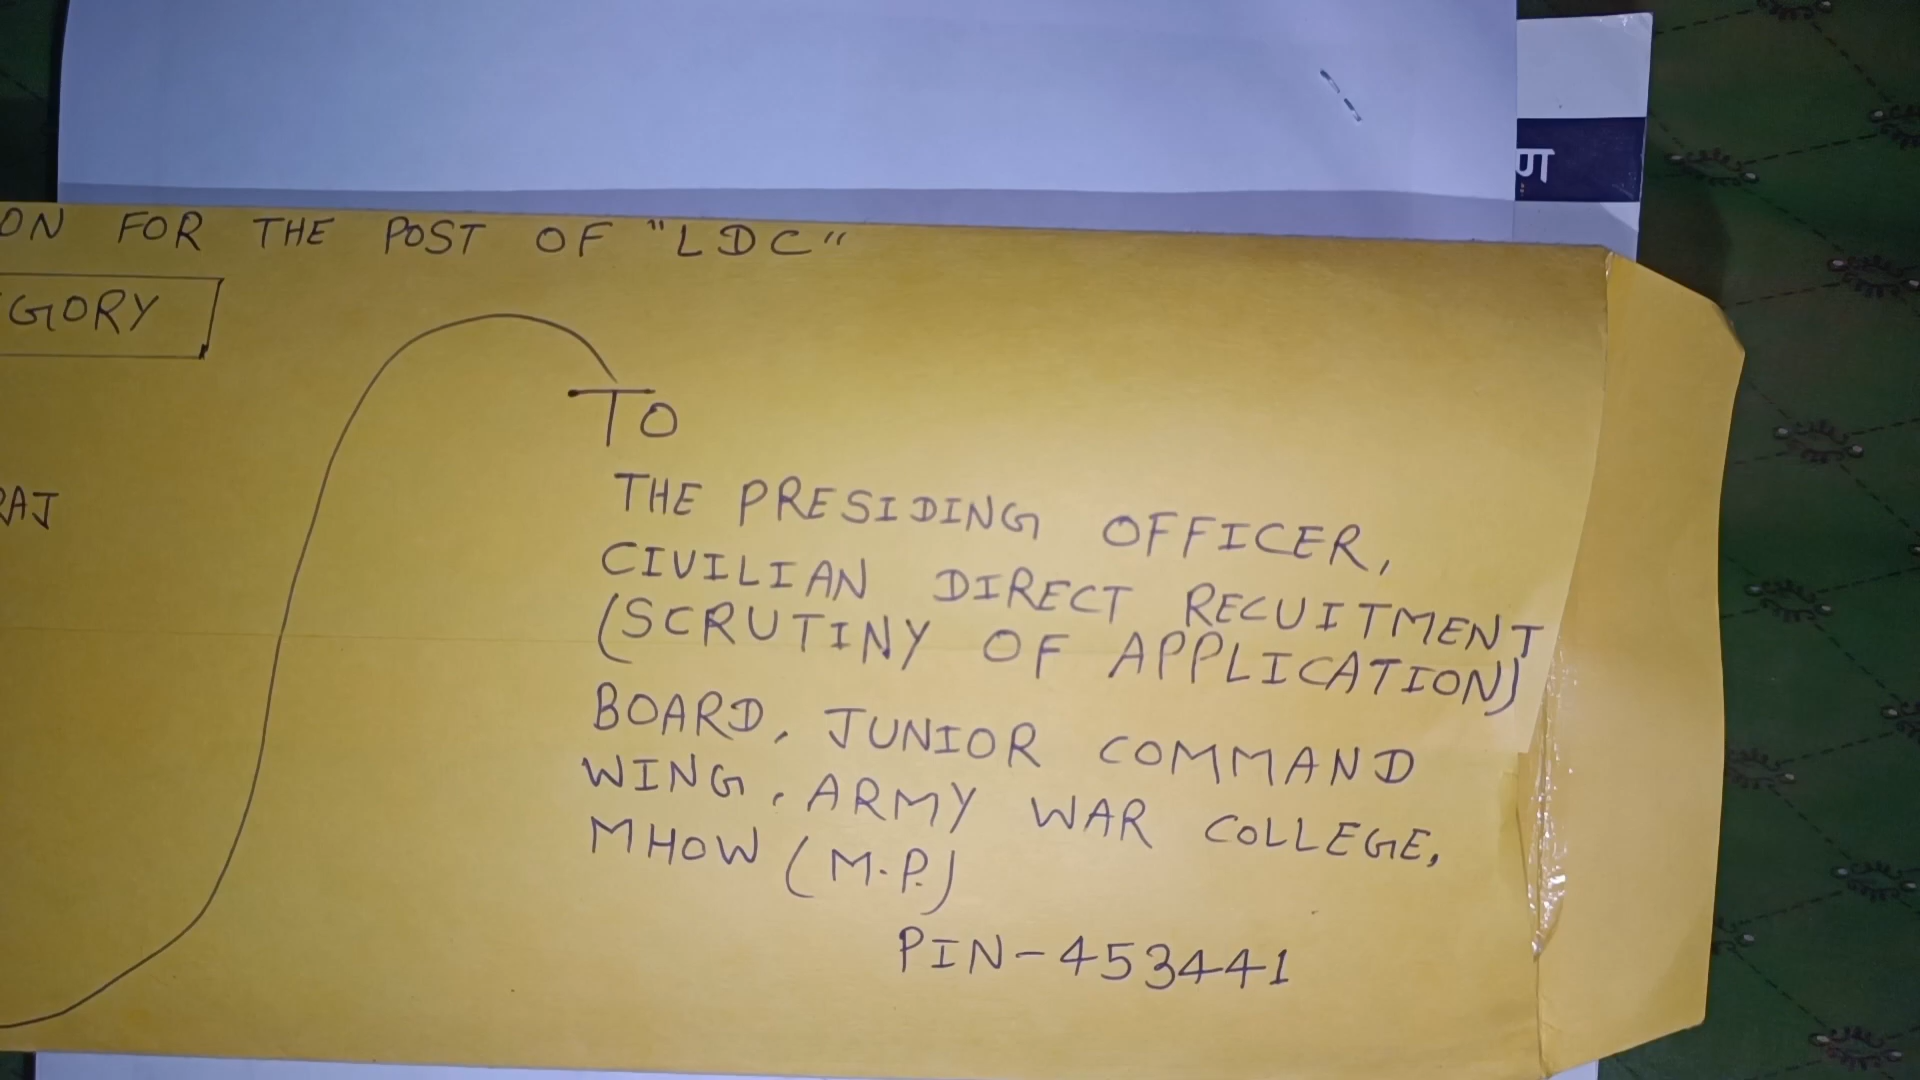 ण
ON FOR THE POST OF "LDC"
GORY
RAJ
TO
THE PRESIDING OFFICER,
CIVILIAN DIRECT RECUITMENT
(SCRUTINY OF APPLICATION)
BOARD, JUNIOR COMMAND
WING, ARMY WAR COLLEGE,
MHOW (M.P.)
PIN-453441